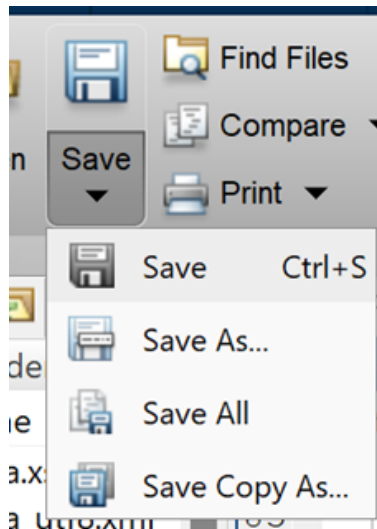 Find Files
Compare
Save
Print
Save Ctrl+S
Save As...
Save All
Save Copy As...